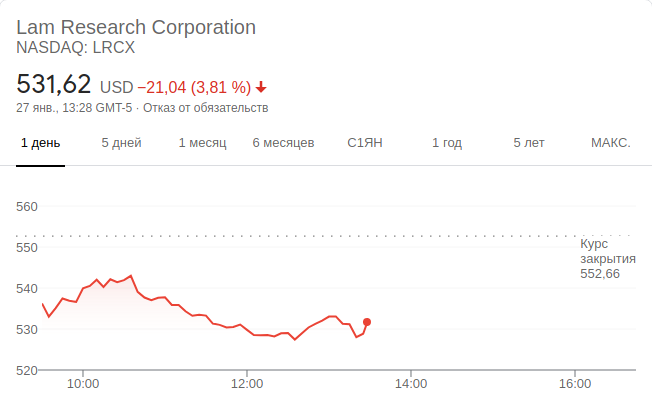 Lam Research Corporation
NASDAQ: LRCX
531,62 USD −21,04 (3,81 %)
27 янв., 13:28 GMT-5 · Отказ от обязательств
1 день 5 дней 1 месяц 6 месяцев С1ЯН 1 год 5 лет МАКС.
560
550
540
530
520
Курс
закрытия
552,66
10:00 12:00 14:00 16:00